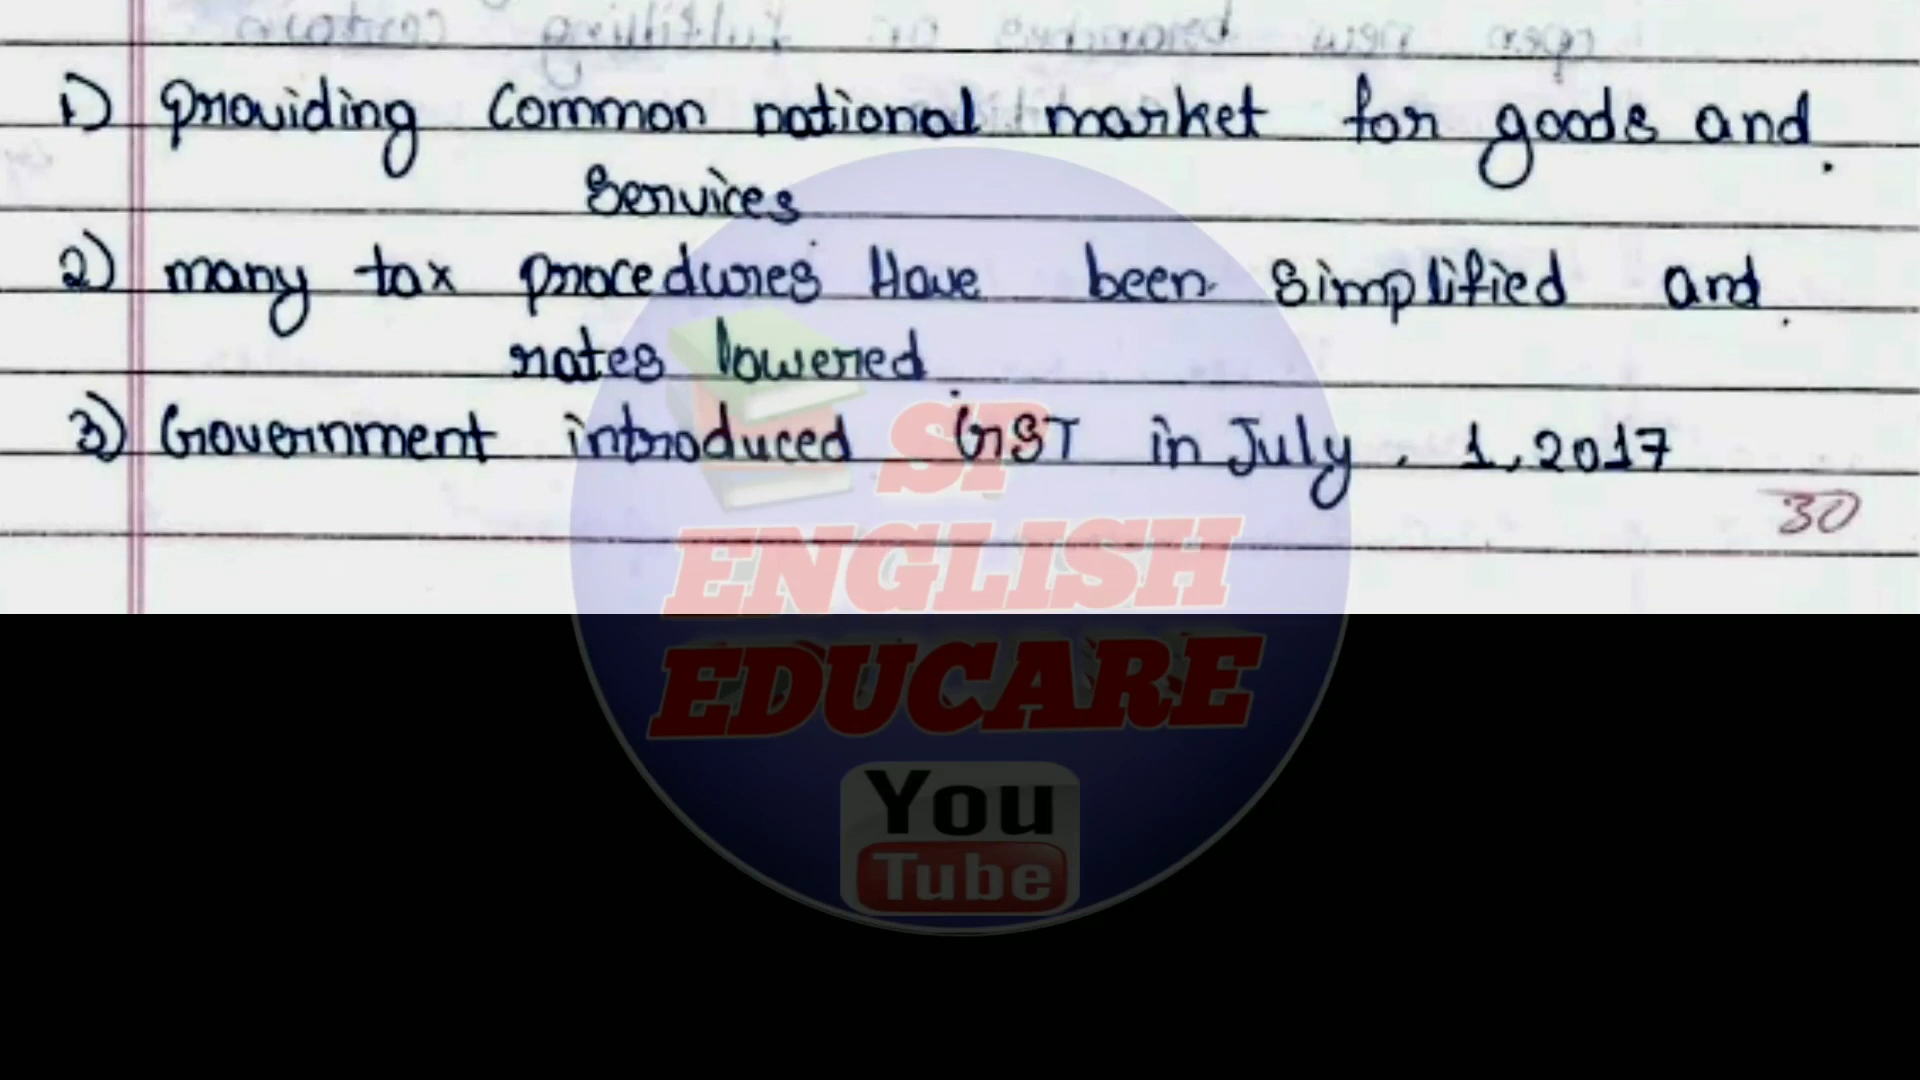 1) providing common national market for goods and
services
2) many tax procedures Have been simplified and
rates lowered
3) Government introduced GST in July. 1, 2017
30
SP
ENGLISH
EDUCARE
You
Tube